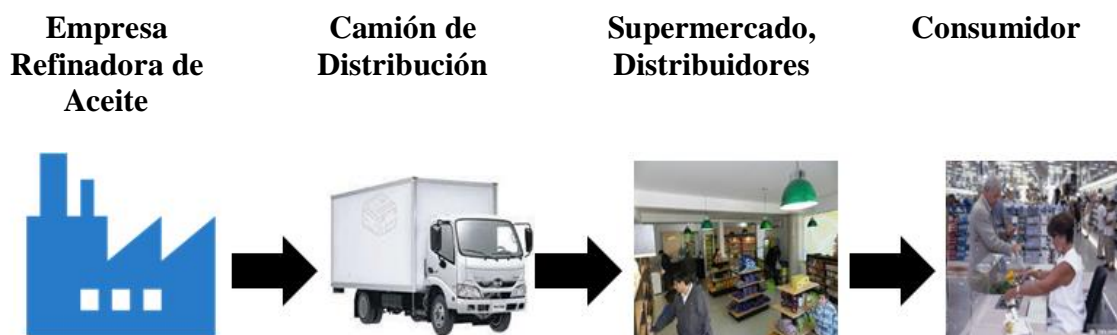 Empresa
Refinadora de
Aceite
Camión de
Distribución
Supermercado,
Distribuidores
Consumidor